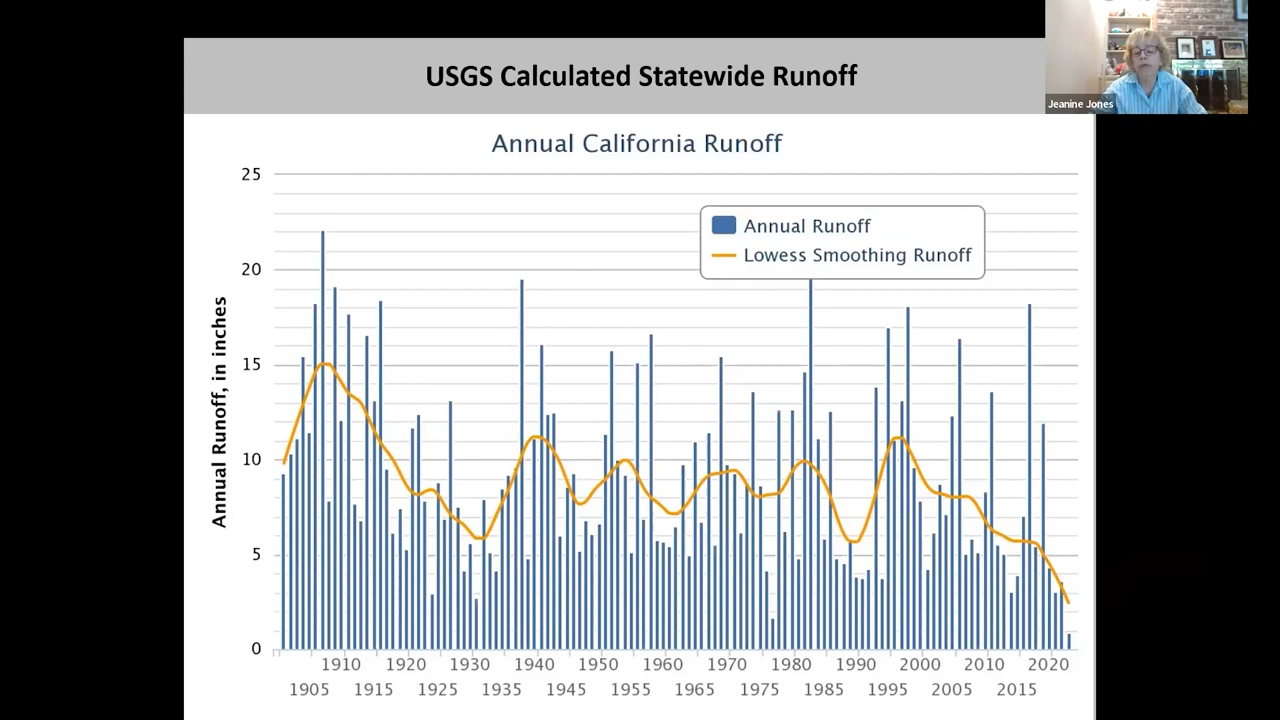 USGS Calculated Statewide Runoff
Jeanine Jones
Annual California Runoff
25
20
15
10
5
0
Annual Runoff, in inches
Annual Runoff
Lowess Smoothing Runoff
1910 1920 1930 1940 1950 1960 1970 1980 1990 2000 2010 2020
1905 1915 1925 1935 1945 1955 1965 1975 1985 1995 2005 2015